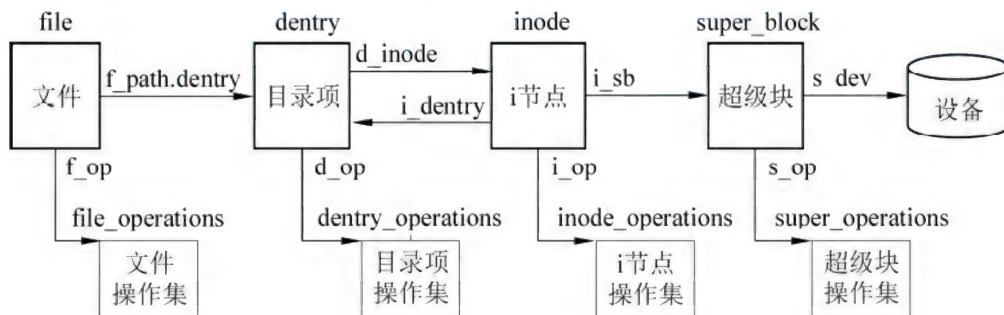 file
dentry
inode
super_block
文件
f_path.dentry
目录项
d_inode
i_dentry
i节点
i_sb
超级块
s_dev
设备
f_op
d_op
i_op
s_op
file_operations
dentry_operations
inode_operations
super_operations
文件
操作集
目录项
操作集
i节点
操作集
超级块
操作集